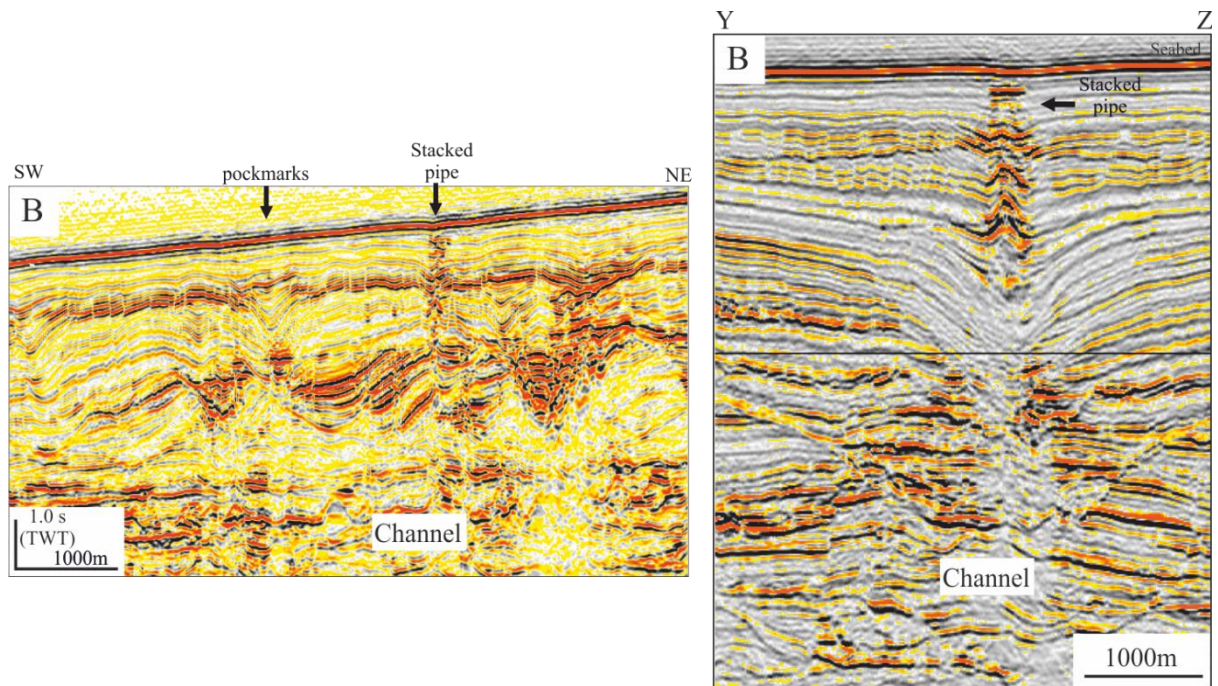 SW
pockmarks
Stacked
pipe
NE
B
1.0 s
(TWT)
1000m
Channel
Y
Z
B
Seabed
Stacked
pipe
Channel
1000m